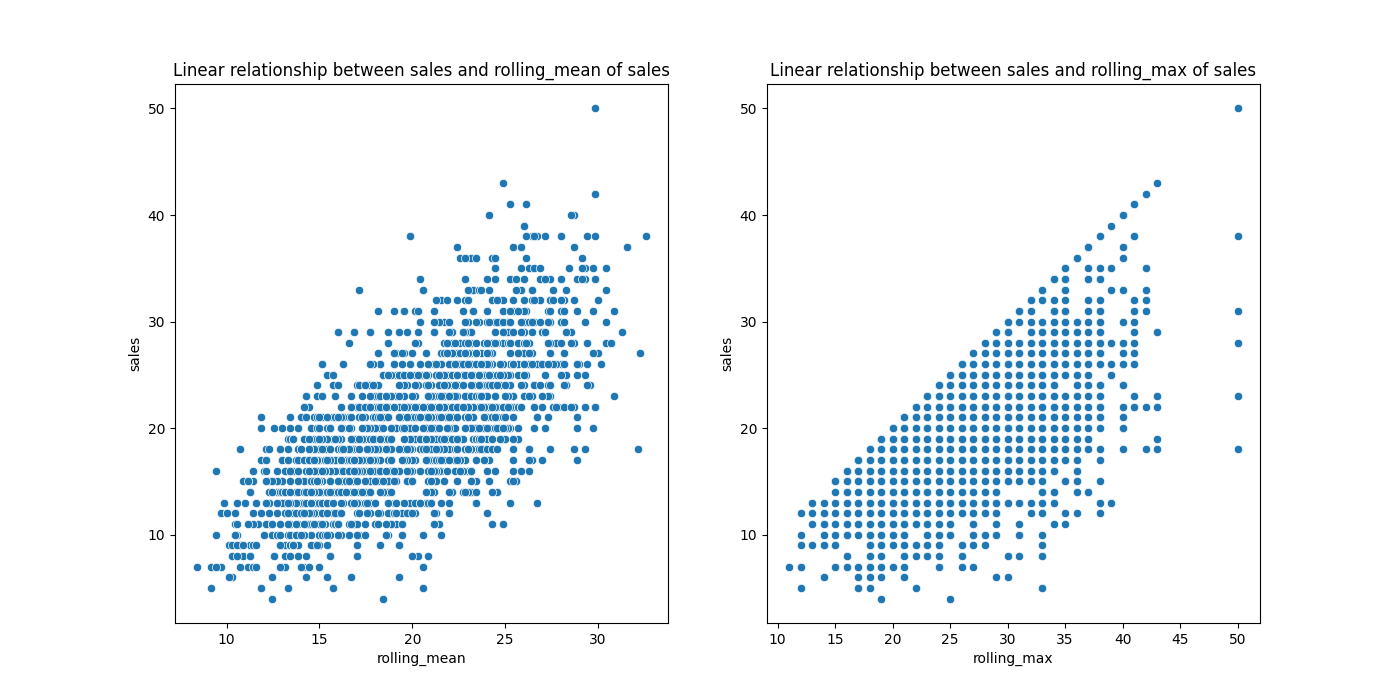 Linear relationship between sales and rolling_mean of sales
50
40
30
20
10
sales
10 15 20 25 30
rolling_mean
Linear relationship between sales and rolling_max of sales
50
40
30
20
10
sales
10 15 20 25 30 35 40 45 50
rolling_max